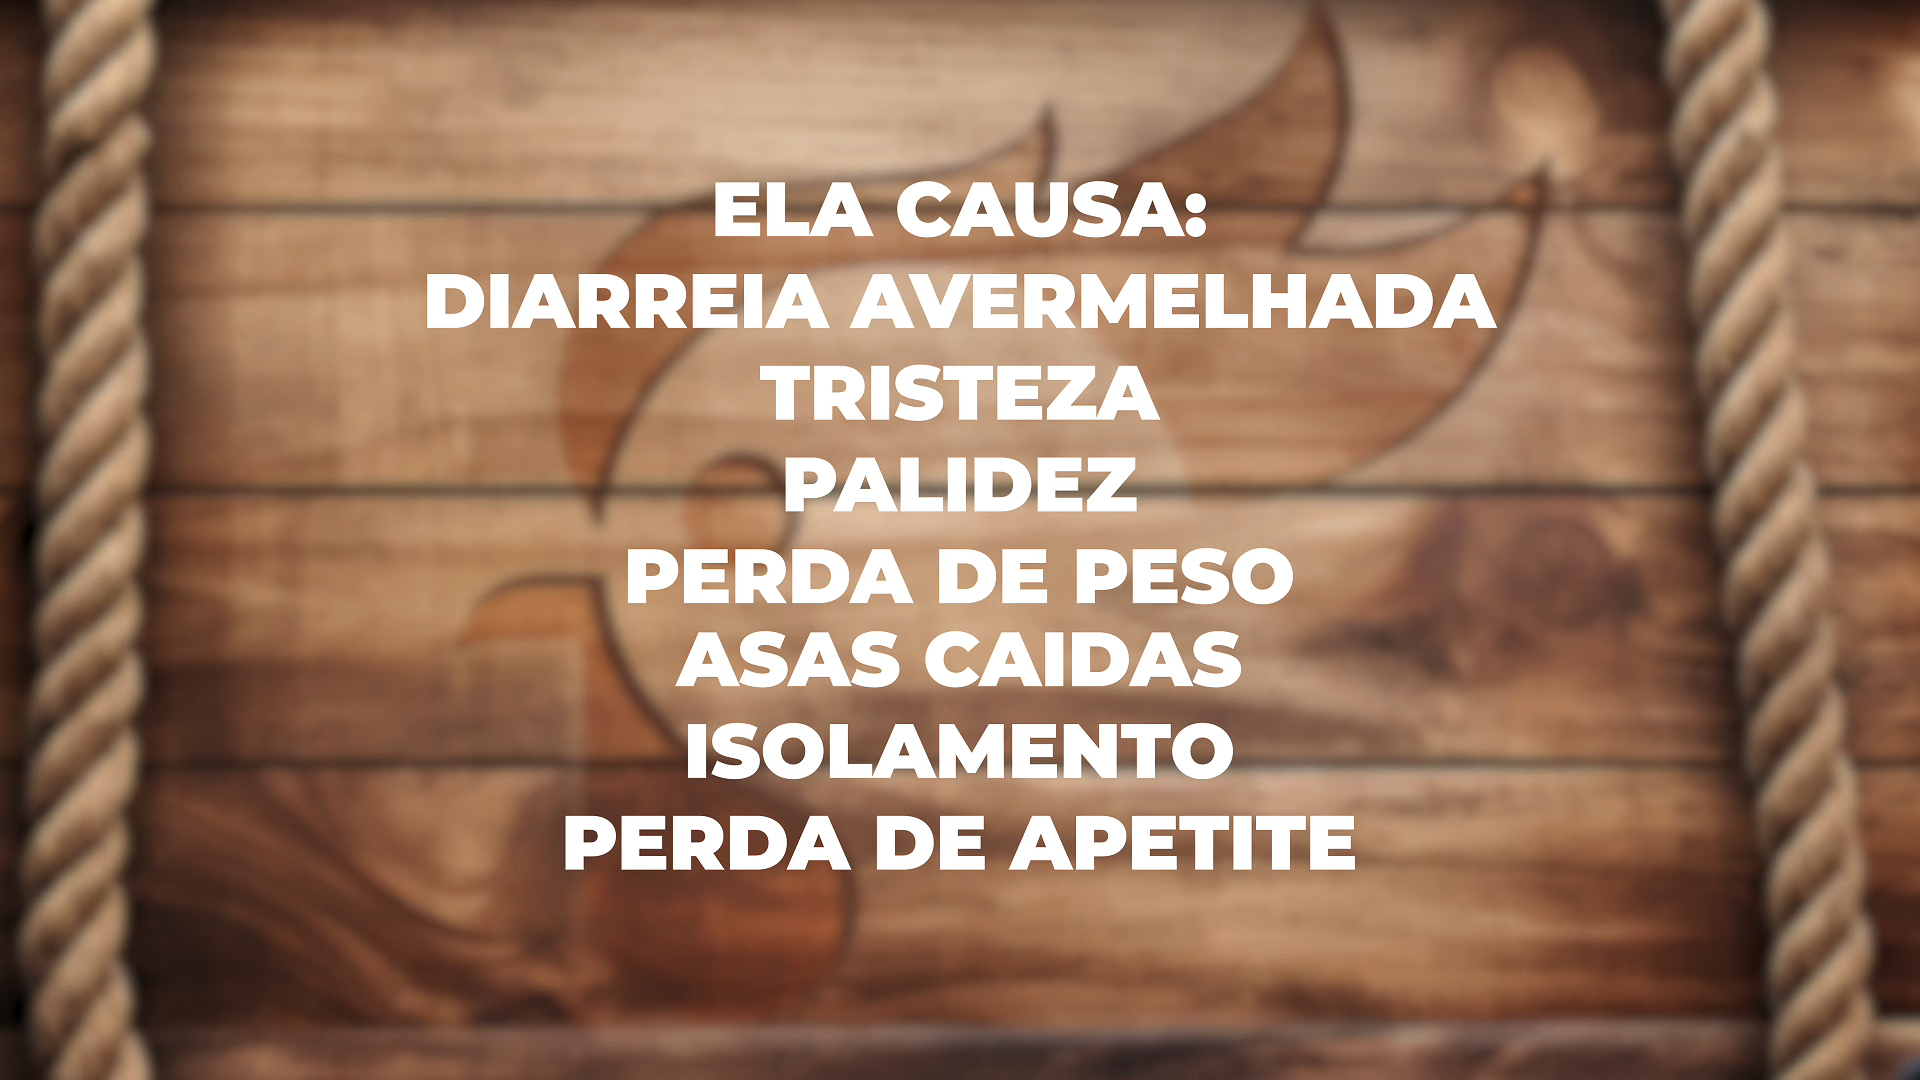 ELA CAUSA:
DIARREIA AVERMELHADA
TRISTEZA
PALIDEZ
PERDA DE PESO
ASAS CAIDAS
ISOLAMENTO
PERDA DE APETITE